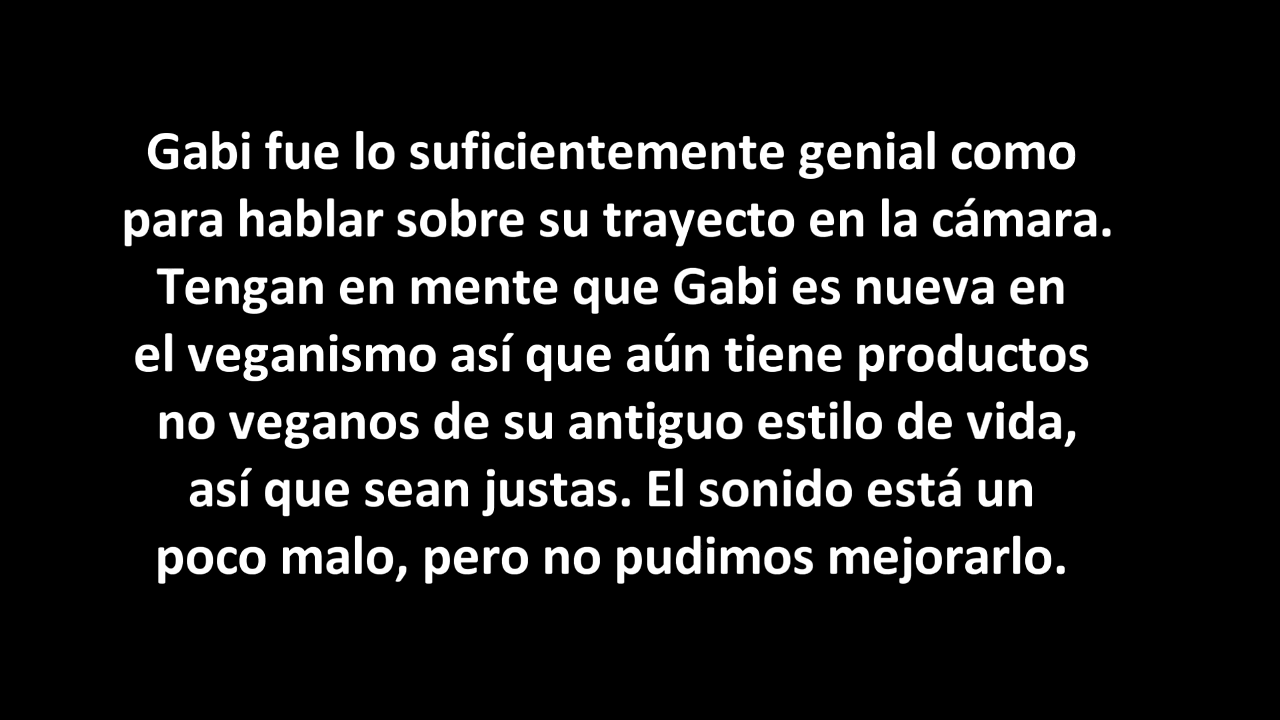 Gabi fue lo suficientemente genial como
para hablar sobre su trayecto en la cámara.
Tengan en mente que Gabi es nueva en
el veganismo así que aún tiene productos
no veganos de su antiguo estilo de vida,
así que sean justas. El sonido está un
poco malo, pero no pudimos mejorarlo.